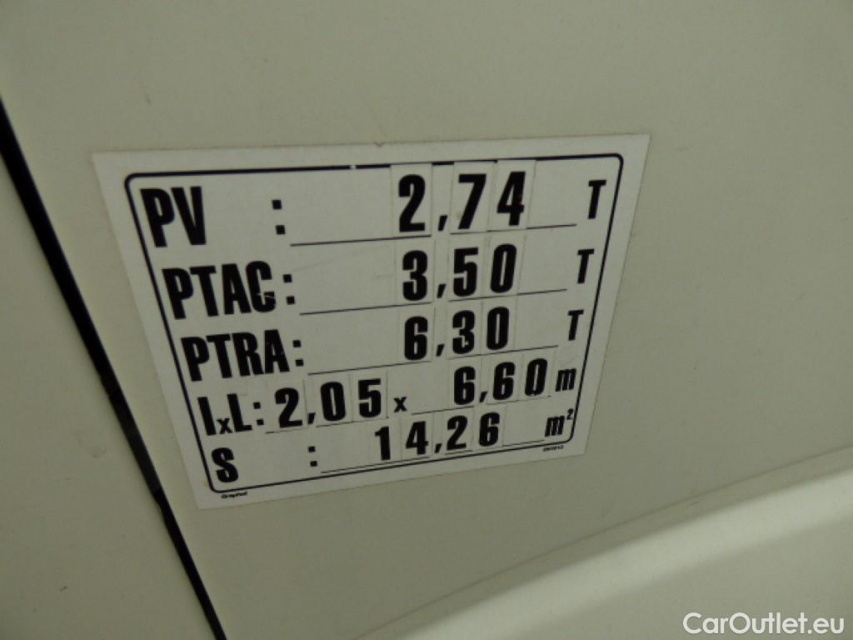 PV : 2,74 T
PTAC: 3,50 T
PTRA: 6,30 T
lxL: 2,05 x 6,60 m
S : 14,26 m²
CarOutlet.eu